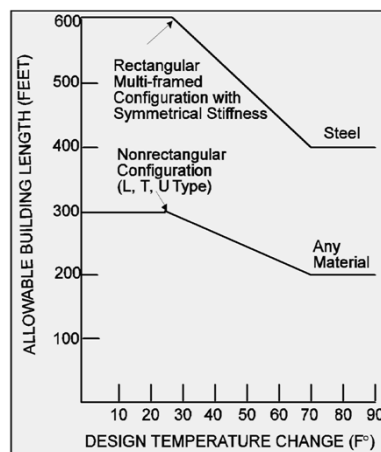 600
500
400
300
200
100
ALLOWABLE BUILDING LENGTH (FEET)
Rectangular
Multi-framed
Configuration with
Symmetrical Stiffness
Steel
Nonrectangular
Configuration
(L, T, U Type)
Any
Material
10 20 30 40 50 60 70 80 90
DESIGN TEMPERATURE CHANGE (F°)